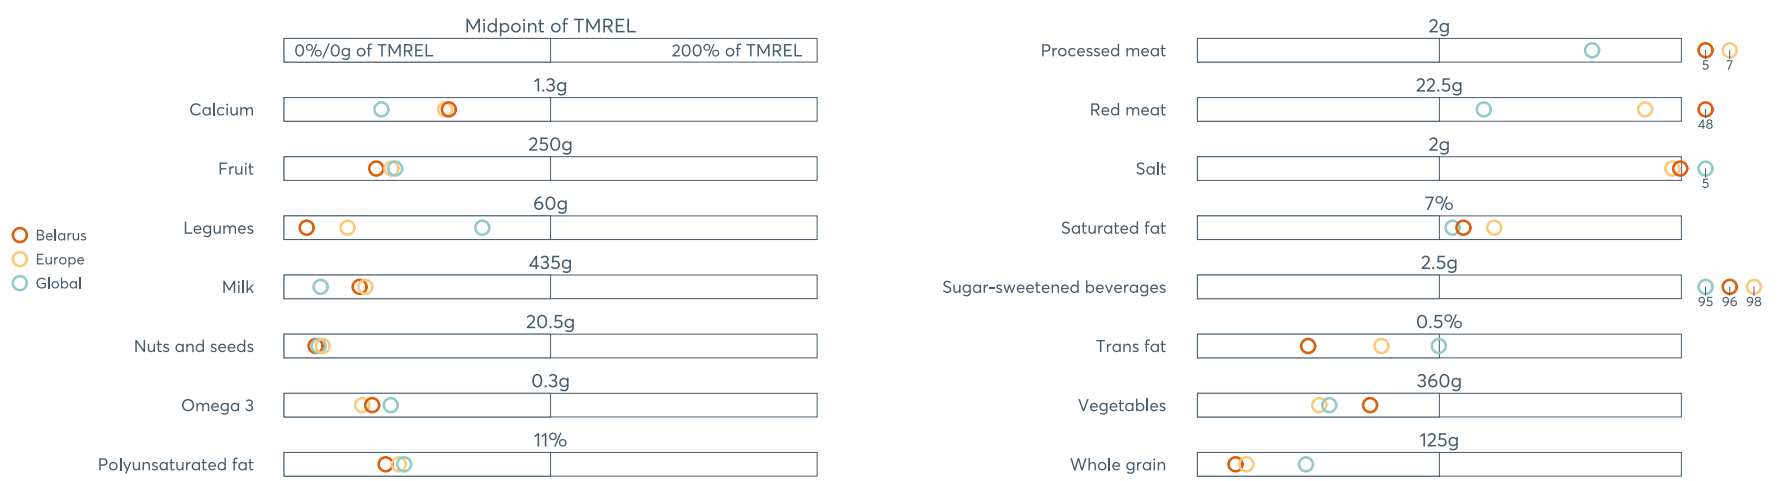 Midpoint of TMREL
0%/0g of TMREL 200% of TMREL
1.3g
Calcium
250g
Fruit
60g
Legumes
435g
Milk
20.5g
Nuts and seeds
0.3g
Omega 3
11%
Polyunsaturated fat
Belarus
Europe
Global
2g
Processed meat
5 7
22.5g
Red meat
48
2g
Salt
5
7%
Saturated fat
2.5g
Sugar-sweetened beverages
95 96 98
0.5%
Trans fat
360g
Vegetables
125g
Whole grain